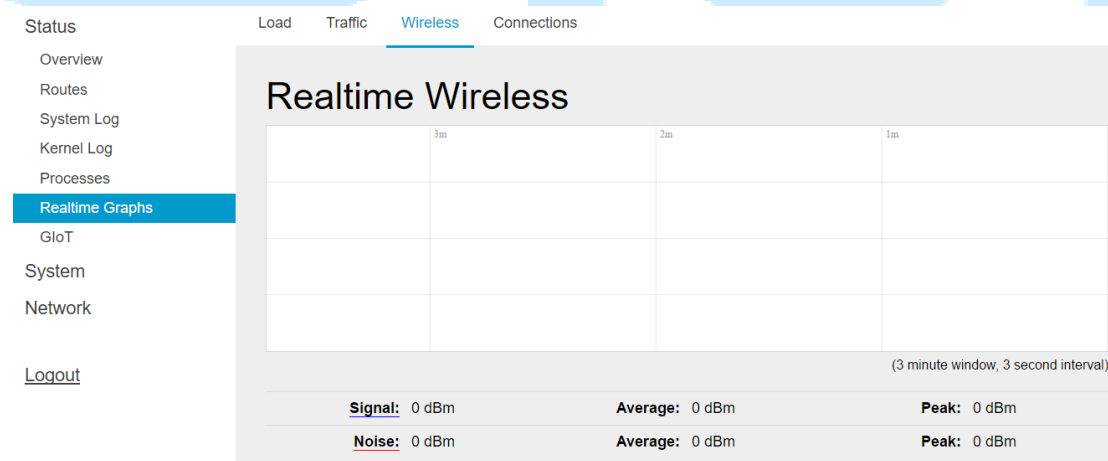 Status
Overview
Routes
System Log
Kernel Log
Processes
Realtime Graphs
GIoT
System
Network
Logout
Load Traffic Wireless Connections
Realtime Wireless
3m 2m 1m
(3 minute window, 3 second interval)
Signal: 0 dBm Average: 0 dBm Peak: 0 dBm
Noise: 0 dBm Average: 0 dBm Peak: 0 dBm